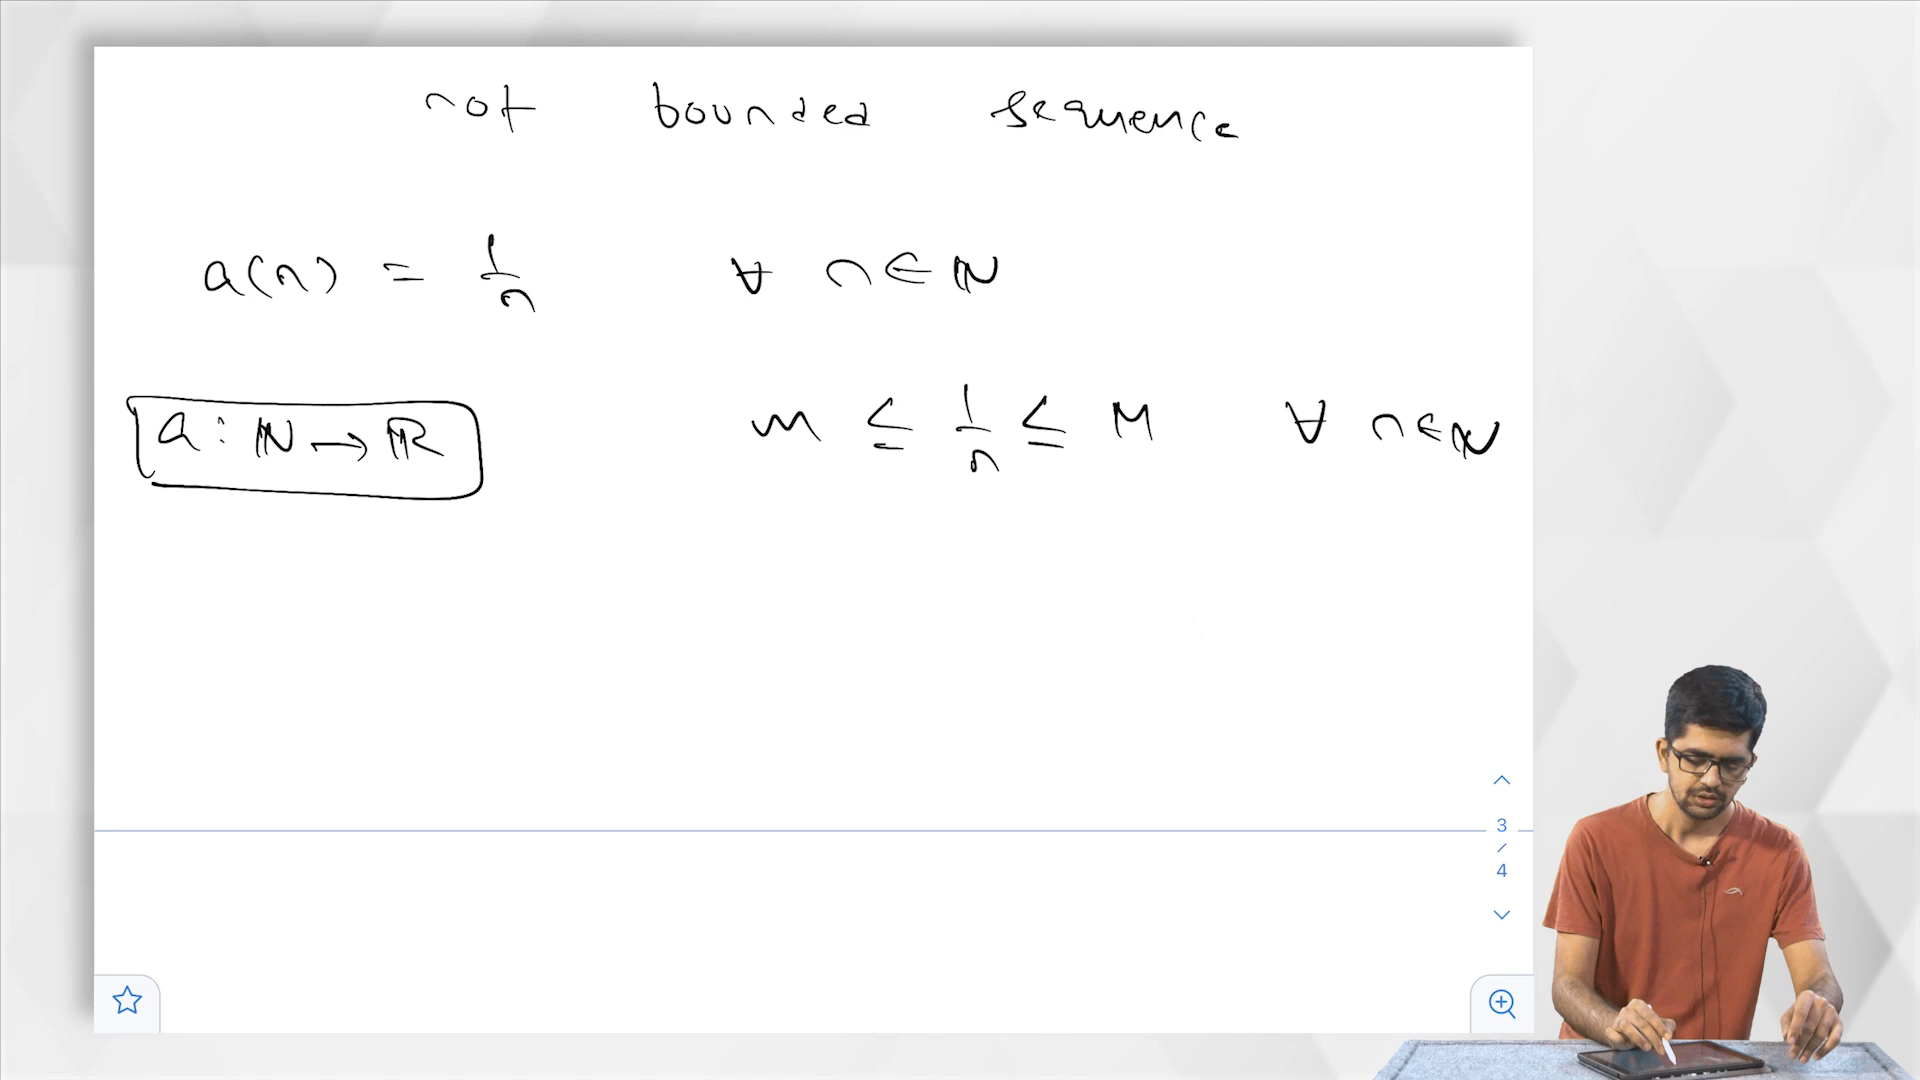 not bounded sequence
a(n) = 1/n ∀ n ∈ ℕ
a : ℕ → ℝ m ≤ 1/n ≤ M ∀ n ∈ ℕ
3
/
4